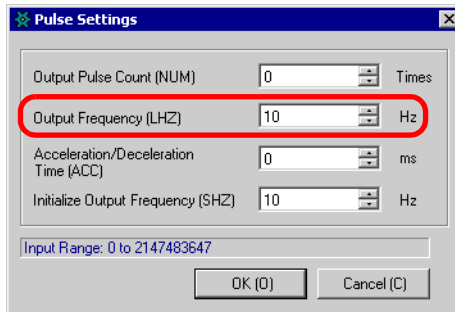 Pulse Settings
Output Pulse Count (NUM) 0 Times
Output Frequency (LHZ) 10 Hz
Acceleration/Deceleration
Time (ACC) 0 ms
Initialize Output Frequency (SHZ) 10 Hz
Input Range: 0 to 2147483647
OK (O) Cancel (C)